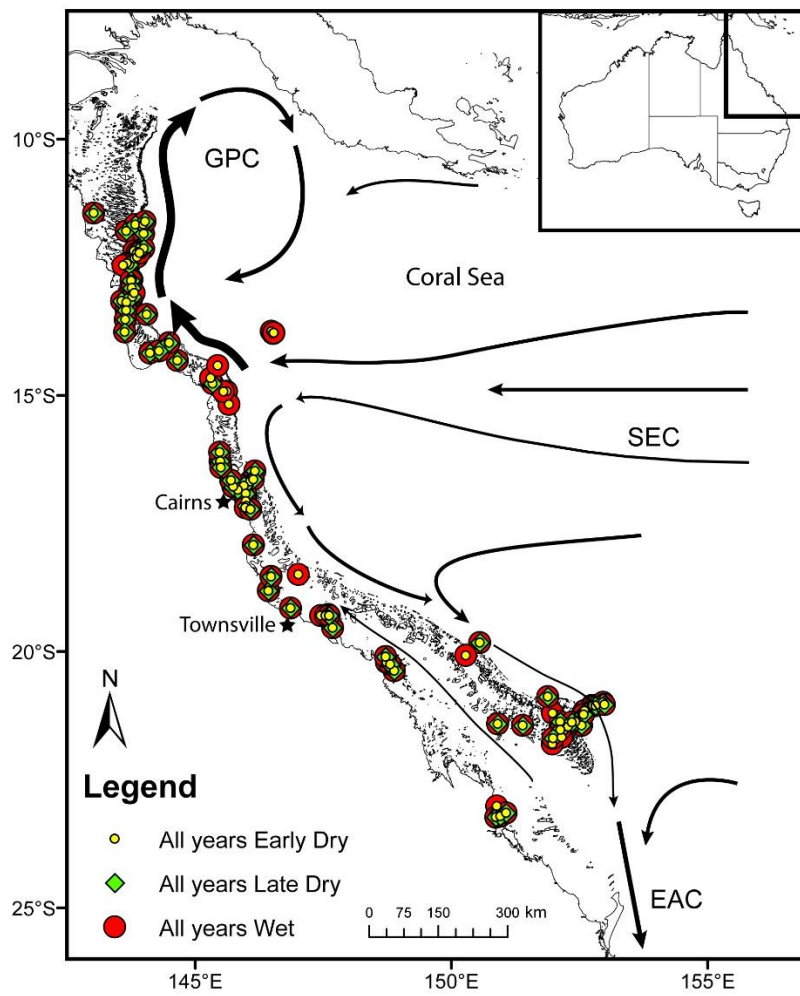 10°S
GPC
Coral Sea
15°S
SEC
Cairns
Townsville
20°S
N
Legend
All years Early Dry
All years Late Dry
All years Wet
0 75 150 300 km
EAC
25°S
145°E 150°E 155°E